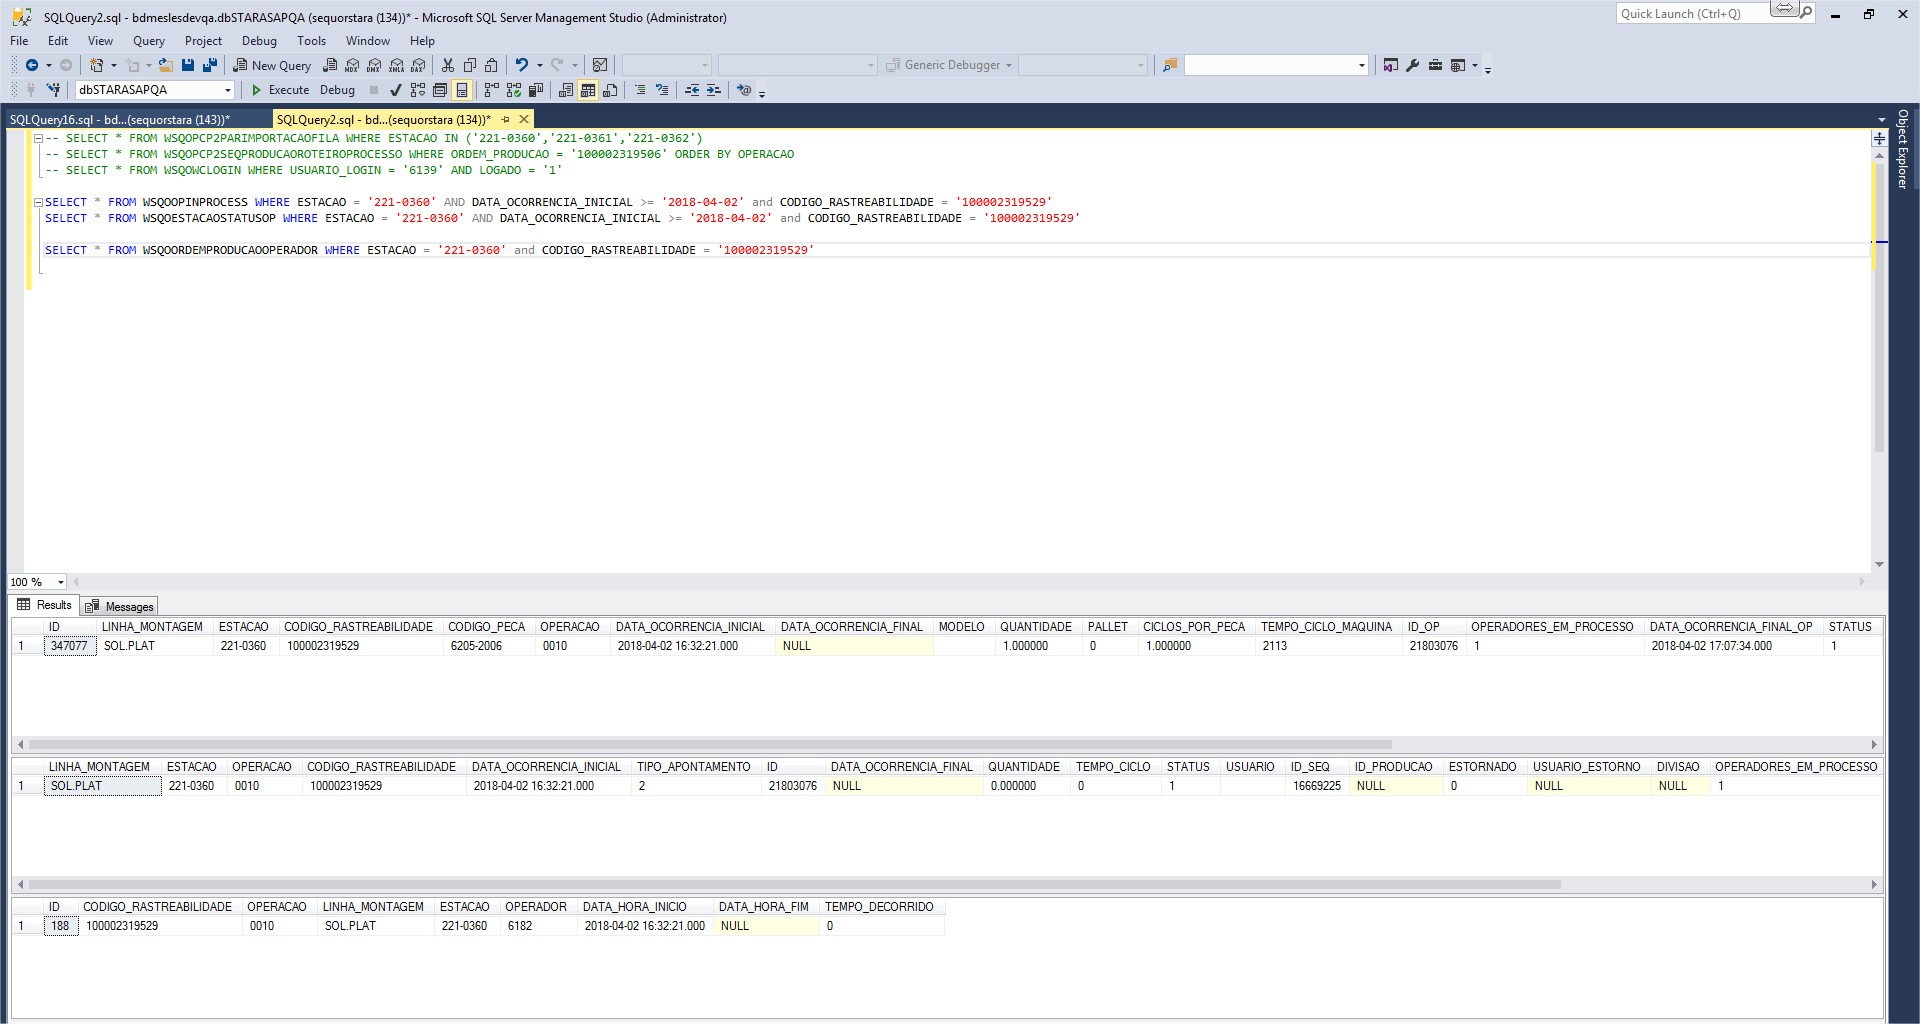 SQLQuery2.sql - bdmeslesdevqa.dbSTARASAPQA (sequorstara (134))* - Microsoft SQL Server Management Studio (Administrator)
Quick Launch (Ctrl+Q)
File Edit View Query Project Debug Tools Window Help
New Query MDX DMX XMLA DAX Generic Debugger
dbSTARASAPQA Execute Debug
SQLQuery16.sql - bd...(sequorstara (143))* SQLQuery2.sql - bd...(sequorstara (134))*
Object Explorer
-- SELECT * FROM WSQOPCP2PARIMPORTACAOFILA WHERE ESTACAO IN ('221-0360','221-0361','221-0362')
-- SELECT * FROM WSQOPCP2SEQPRODUCAOROTEIROPROCESSO WHERE ORDEM_PRODUCAO = '100002319506' ORDER BY OPERACAO
-- SELECT * FROM WSQOWCLOGIN WHERE USUARIO_LOGIN = '6139' AND LOGADO = '1'
SELECT * FROM WSQOOPINPROCESS WHERE ESTACAO = '221-0360' AND DATA_OCORRENCIA_INICIAL >= '2018-04-02' and CODIGO_RASTREABILIDADE = '100002319529'
SELECT * FROM WSQOESTACAOSTATUSOP WHERE ESTACAO = '221-0360' AND DATA_OCORRENCIA_INICIAL >= '2018-04-02' and CODIGO_RASTREABILIDADE = '100002319529'
SELECT * FROM WSQOORDEMPRODUCAOOPERADOR WHERE ESTACAO = '221-0360' and CODIGO_RASTREABILIDADE = '100002319529'
100 %
Results Messages
ID LINHA_MONTAGEM ESTACAO CODIGO_RASTREABILIDADE CODIGO_PECA OPERACAO DATA_OCORRENCIA_INICIAL DATA_OCORRENCIA_FINAL MODELO QUANTIDADE PALLET CICLOS_POR_PECA TEMPO_CICLO_MAQUINA ID_OP OPERADORES_EM_PROCESSO DATA_OCORRENCIA_FINAL_OP STATUS
1 347077 SOL.PLAT 221-0360 100002319529 6205-2006 0010 2018-04-02 16:32:21.000 NULL 1.000000 0 1.000000 2113 21803076 1 2018-04-02 17:07:34.000 1
LINHA_MONTAGEM ESTACAO OPERACAO CODIGO_RASTREABILIDADE DATA_OCORRENCIA_INICIAL TIPO_APONTAMENTO ID DATA_OCORRENCIA_FINAL QUANTIDADE TEMPO_CICLO STATUS USUARIO ID_SEQ ID_PRODUCAO ESTORNADO USUARIO_ESTORNO DIVISAO OPERADORES_EM_PROCESSO
1 SOL.PLAT 221-0360 0010 100002319529 2018-04-02 16:32:21.000 2 21803076 NULL 0.000000 0 1 16669225 NULL 0 NULL NULL 1
ID CODIGO_RASTREABILIDADE OPERACAO LINHA_MONTAGEM ESTACAO OPERADOR DATA_HORA_INICIO DATA_HORA_FIM TEMPO_DECORRIDO
1 188 100002319529 0010 SOL.PLAT 221-0360 6182 2018-04-02 16:32:21.000 NULL 0